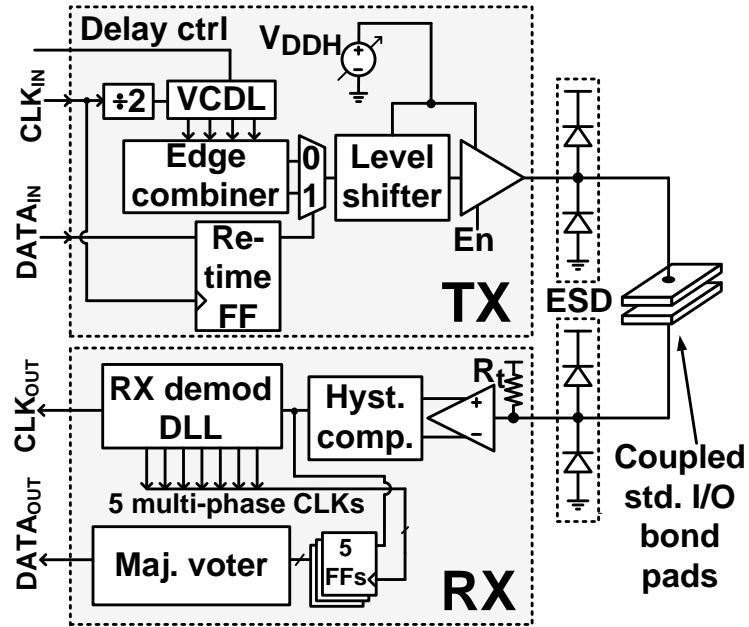 Delay ctrl
VDDH
+
−
CLKIN
÷2
VCDL
Edge
combiner
0
1
Level
shifter
En
DATAIN
Re-
time
FF
TX
ESD
CLKOUT
RX demod
DLL
Hyst.
comp.
+
−
Rt
5 multi-phase CLKs
DATAOUT
Maj. voter
5
FFs
RX
Coupled
std. I/O
bond
pads